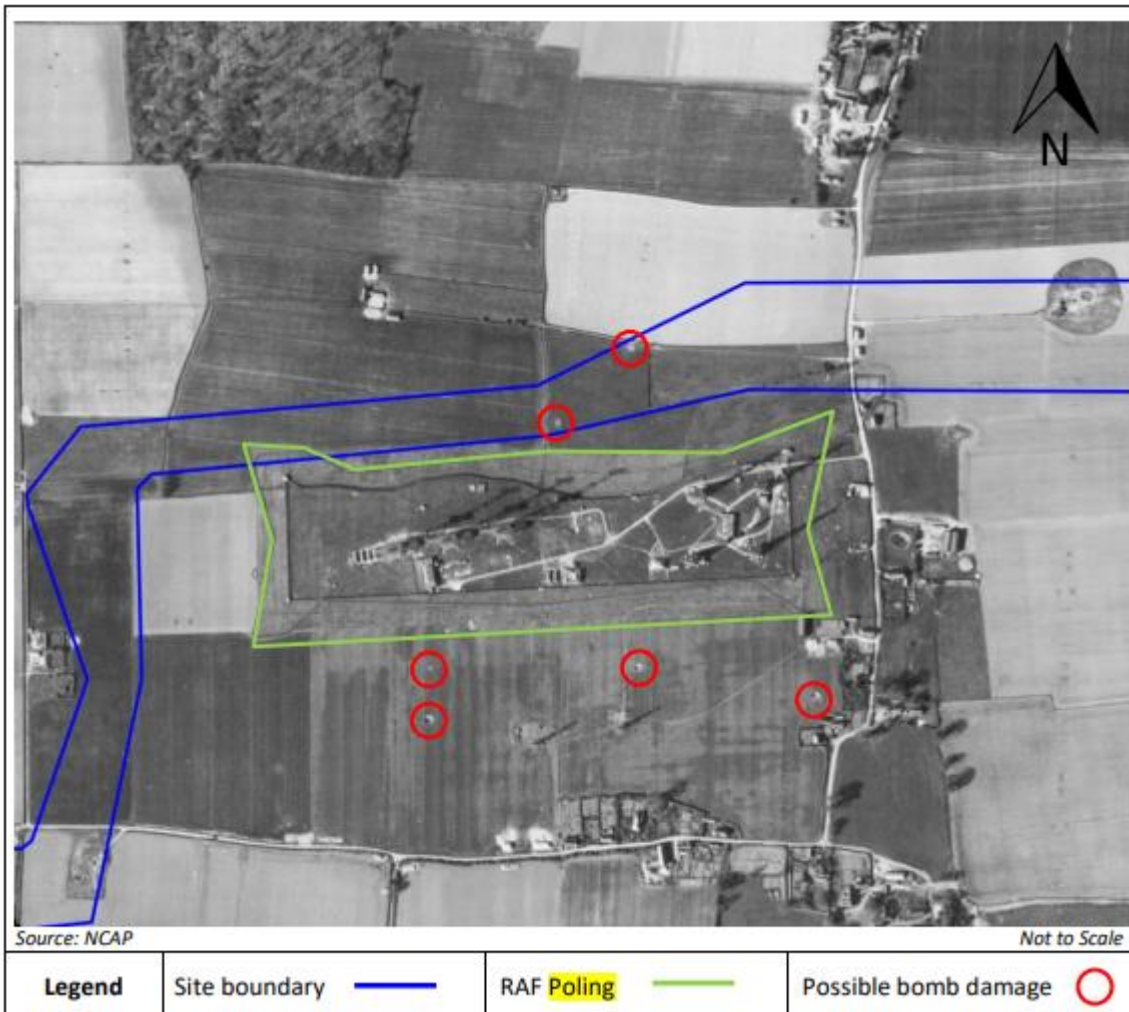 N
Source: NCAP
Not to Scale
Legend
Site boundary
RAF Poling
Possible bomb damage